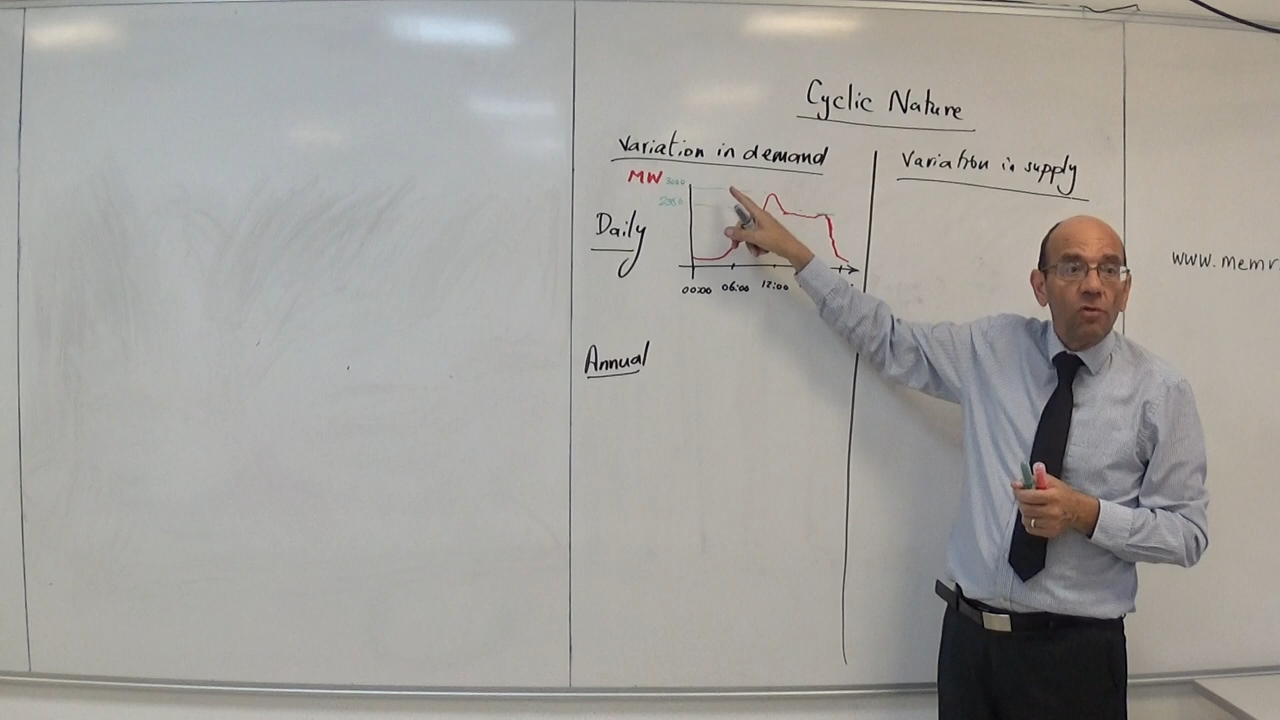 Cyclic Nature
Variation in demand
Variation in supply
MW
3000
Daily
00:00 06:00 12:00
www.memr
Annual